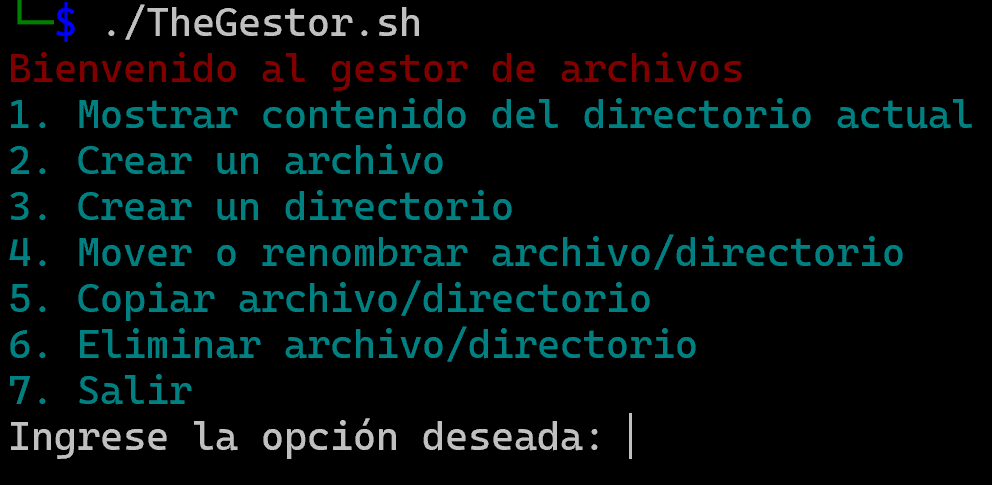 └─$ ./TheGestor.sh
Bienvenido al gestor de archivos
1. Mostrar contenido del directorio actual
2. Crear un archivo
3. Crear un directorio
4. Mover o renombrar archivo/directorio
5. Copiar archivo/directorio
6. Eliminar archivo/directorio
7. Salir
Ingrese la opción deseada: